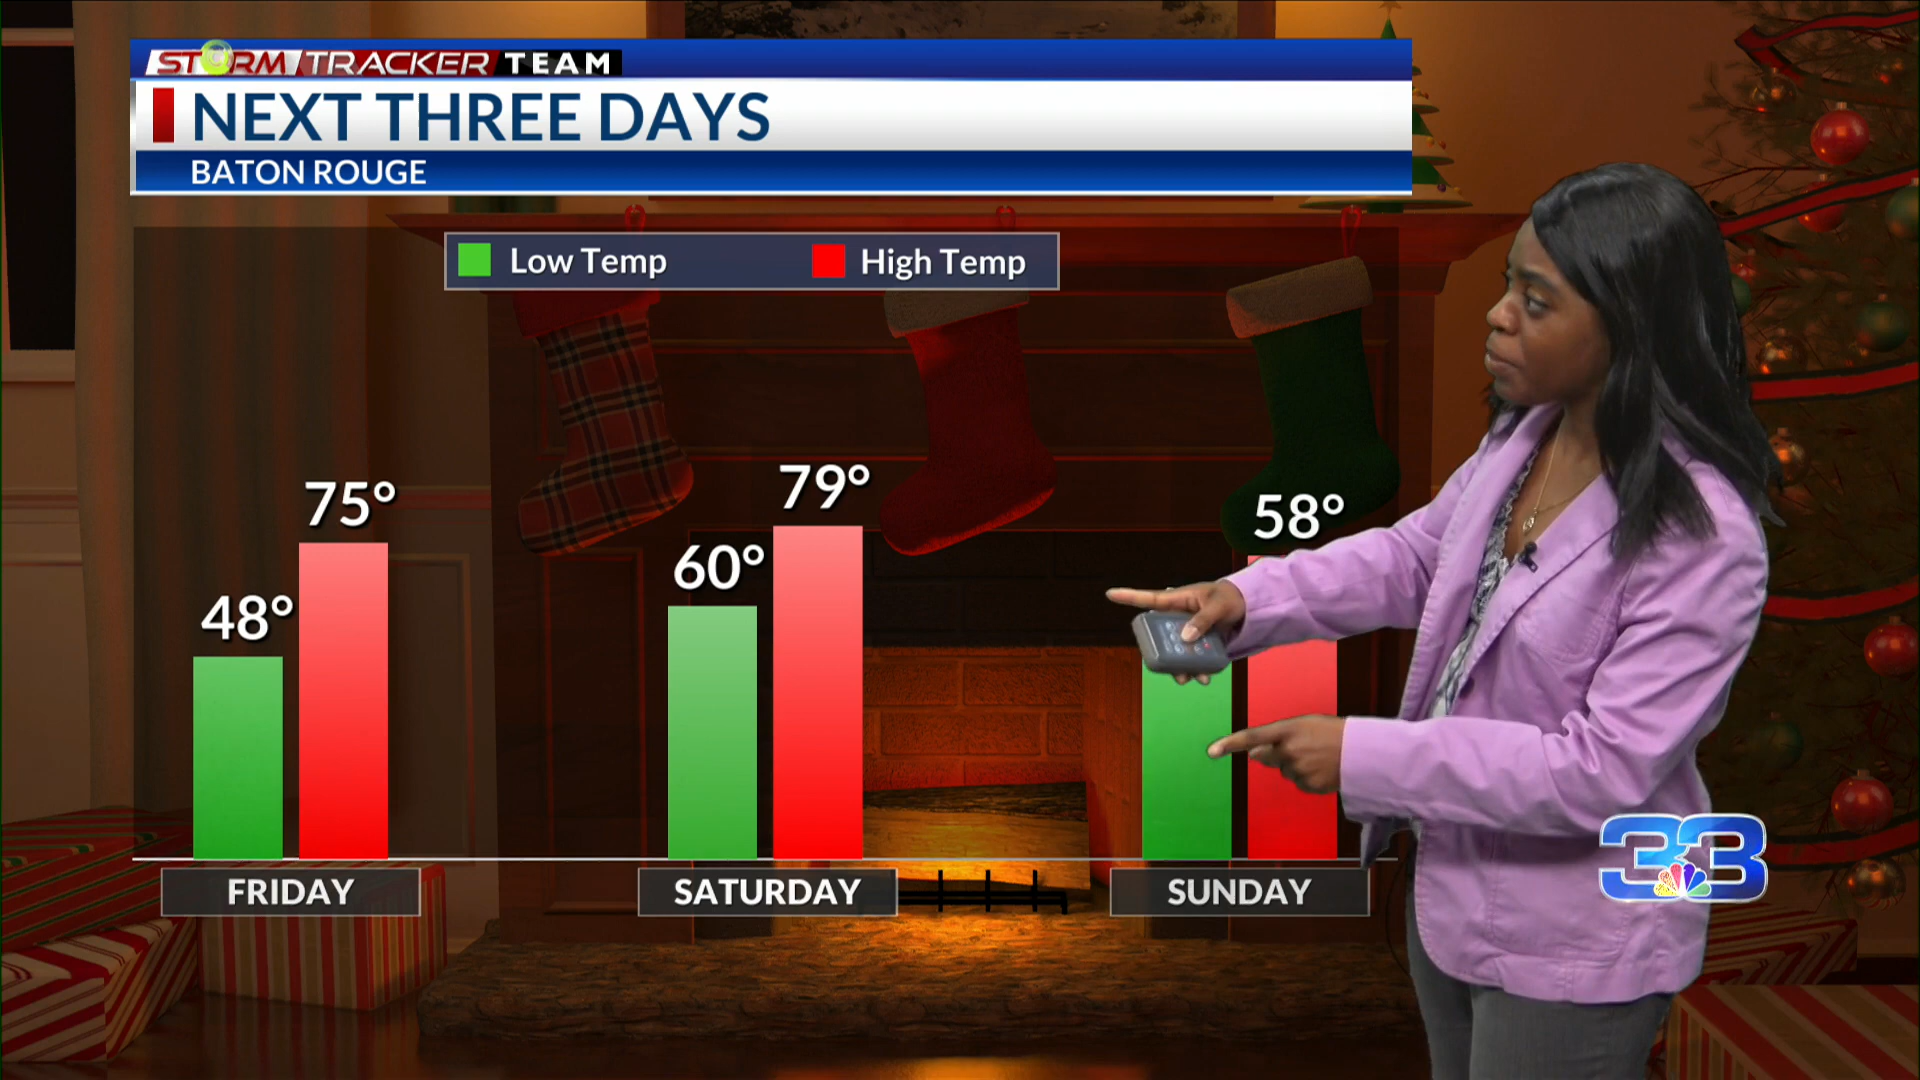 STORM TRACKER TEAM
NEXT THREE DAYS
BATON ROUGE
Low Temp
High Temp
48°
75°
60°
79°
58°
FRIDAY
SATURDAY
SUNDAY
33